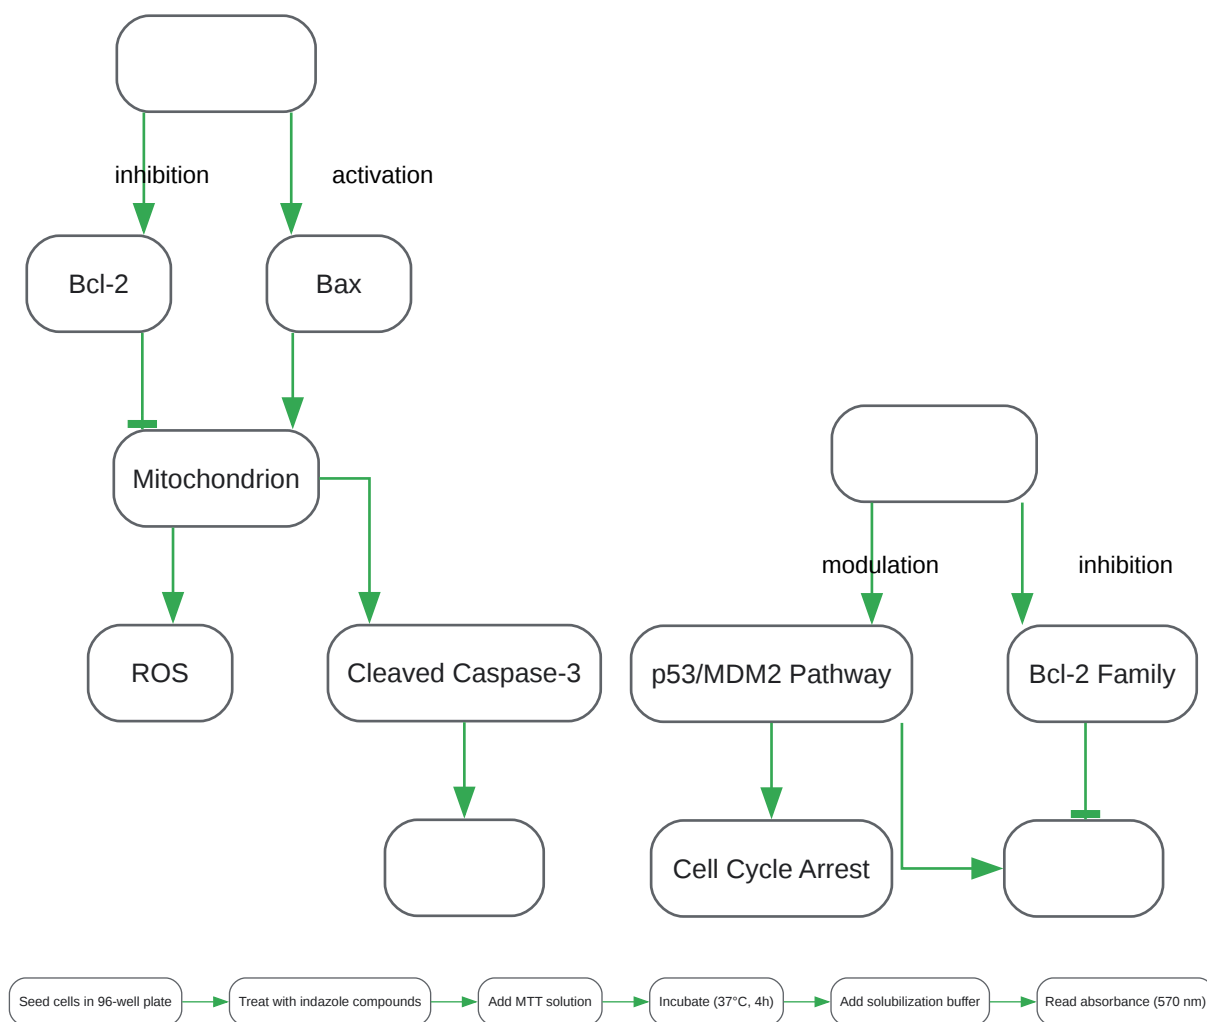 inhibition
activation
Bcl-2
Bax
Mitochondrion
modulation
inhibition
ROS
Cleaved Caspase-3
p53/MDM2 Pathway
Bcl-2 Family
Cell Cycle Arrest
Seed cells in 96-well plate
Treat with indazole compounds
Add MTT solution
Incubate (37°C, 4h)
Add solubilization buffer
Read absorbance (570 nm)